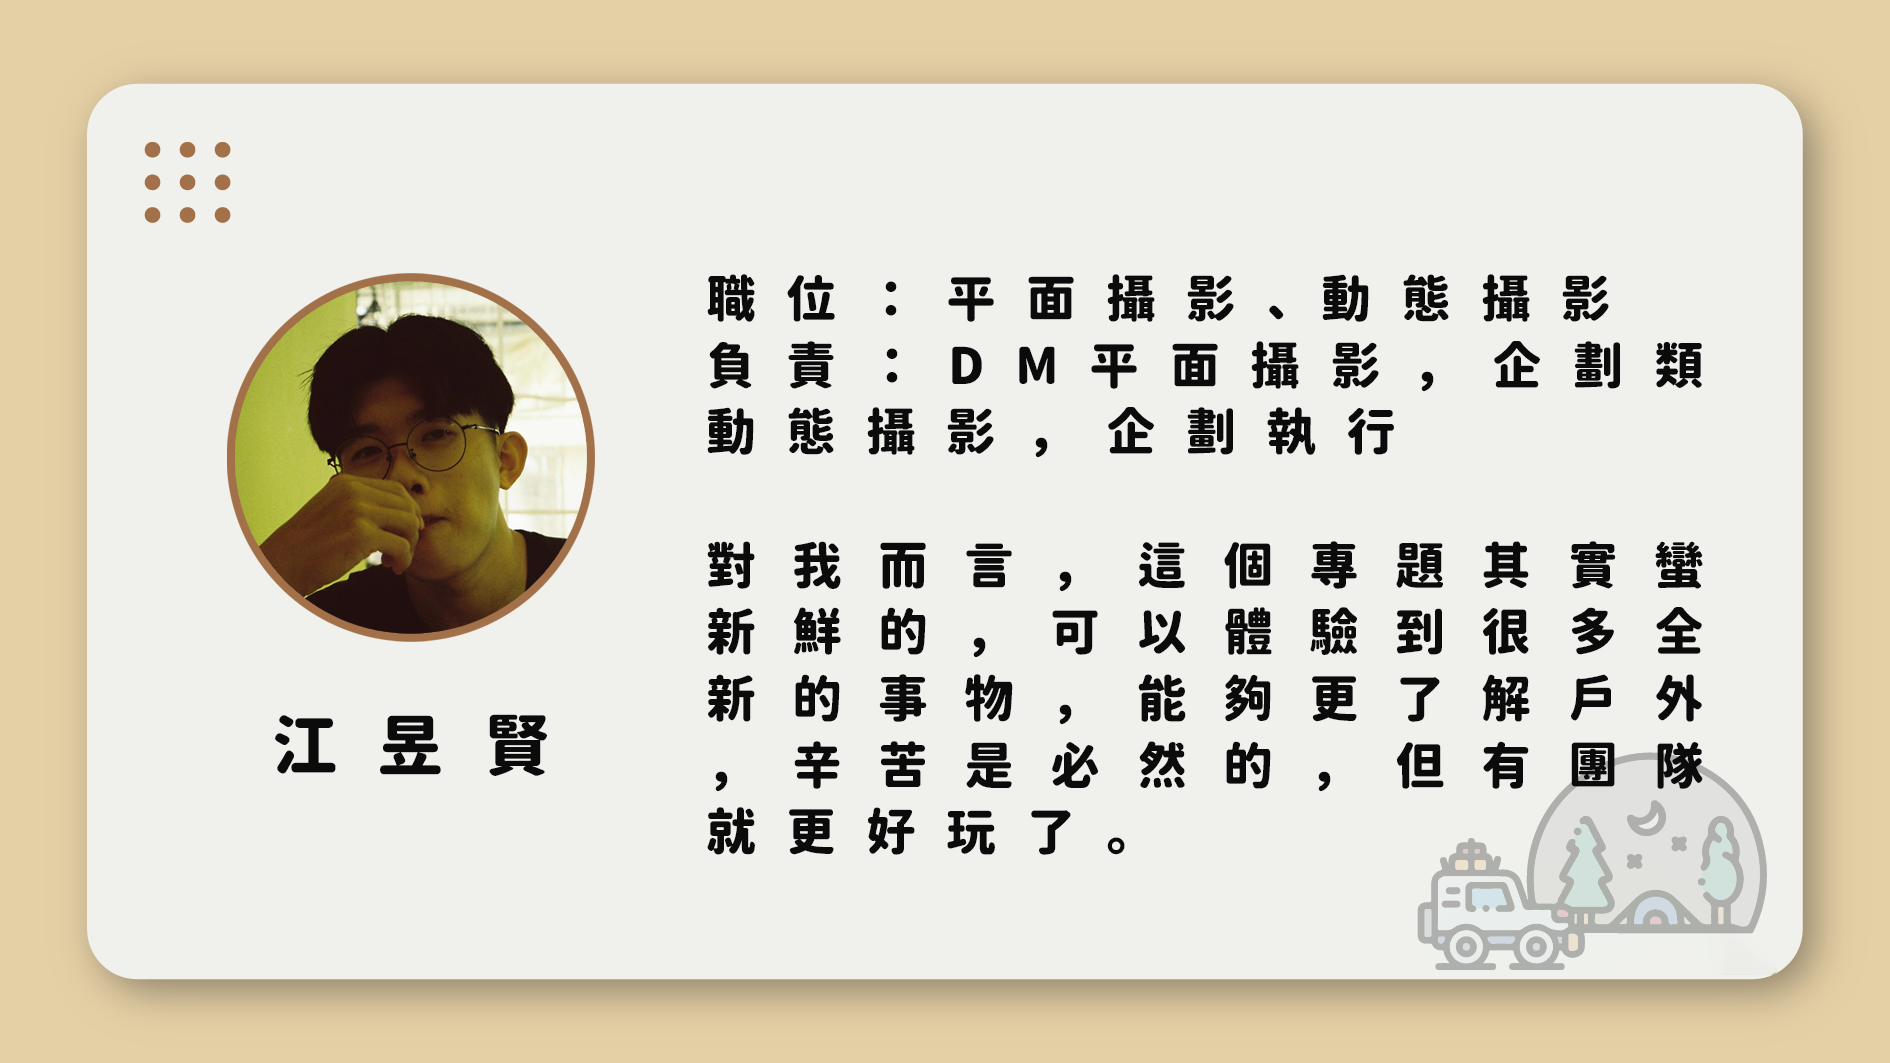 職位：平面攝影、動態攝影
負責：DM平面攝影，企劃類
動態攝影，企劃執行
對我而言，這個專題其實蠻
新鮮的，可以體驗到很多全
新的事物，能夠更了解戶外
，辛苦是必然的，但有團隊
就更好玩了。
江昱賢